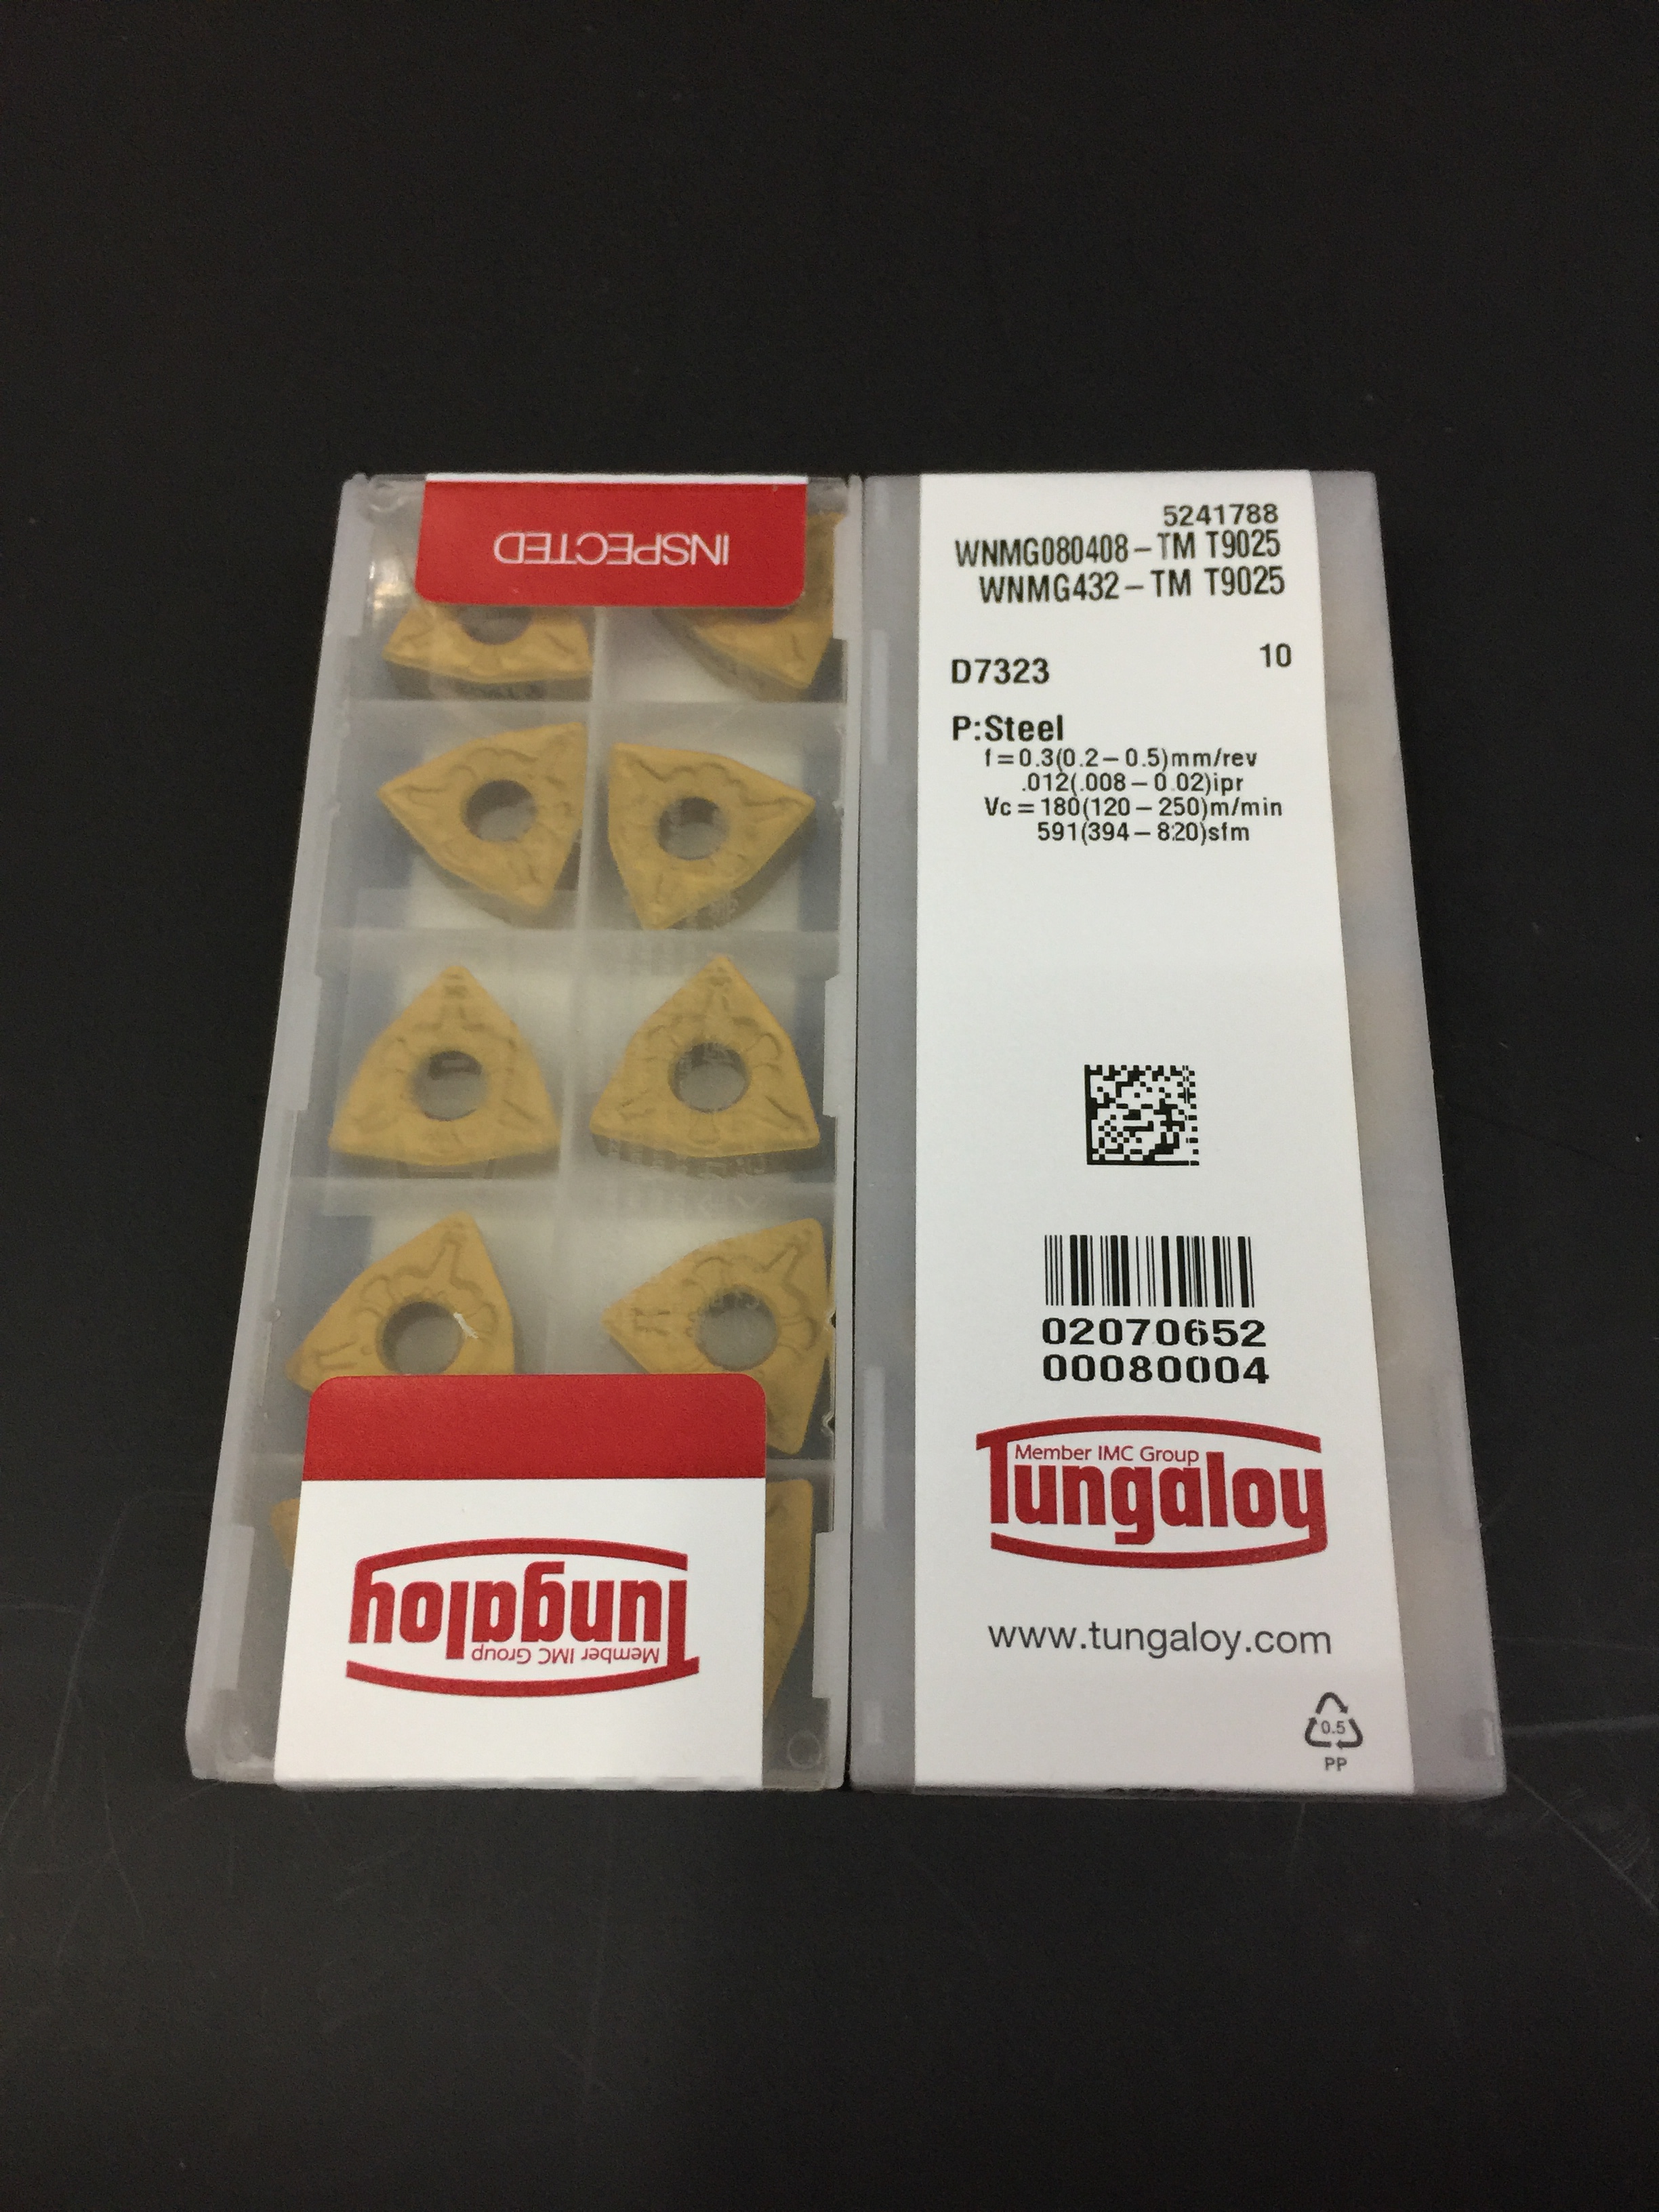 INSPECTED
Tungaloy
Member IMC Group
5241788
WNMG080408-TM T9025
WNMG432-TM T9025
D7323 10
P:Steel
f=0.3(0.2-0.5)mm/rev
.012(.008-0.02)ipr
Vc=180(120-250)m/min
591(394-820)sfm
02070652
00080004
Member IMC Group
Tungaloy
www.tungaloy.com
0.5
PP